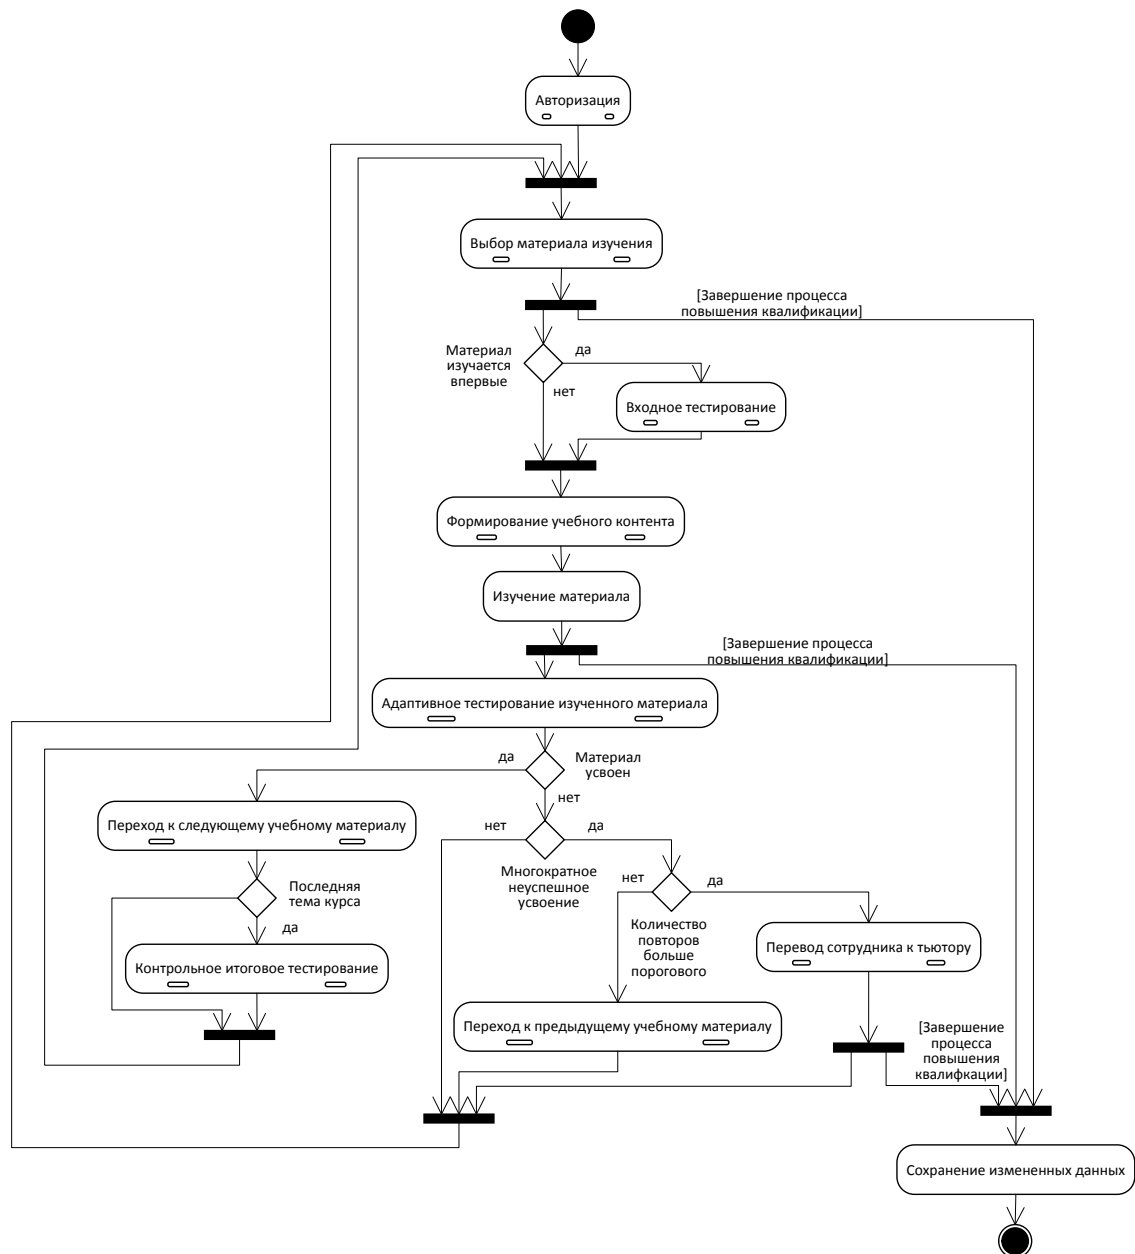 Авторизация
Выбор материала изучения
[Завершение процесса
повышения квалификации]
Материал
изучается
впервые
да
нет
Входное тестирование
Формирование учебного контента
Изучение материала
[Завершение процесса
повышения квалификации]
Адаптивное тестирование изученного материала
да
Материал
усвоен
нет
Переход к следующему учебному материалу
нет
да
Многократное
неуспешное
усвоение
Последняя
тема курса
да
нет
да
Количество
повторов
больше
порогового
Перевод сотрудника к тьютору
Контрольное итоговое тестирование
Переход к предыдущему учебному материалу
[Завершение
процесса
повышения
квалифкации]
Сохранение измененных данных